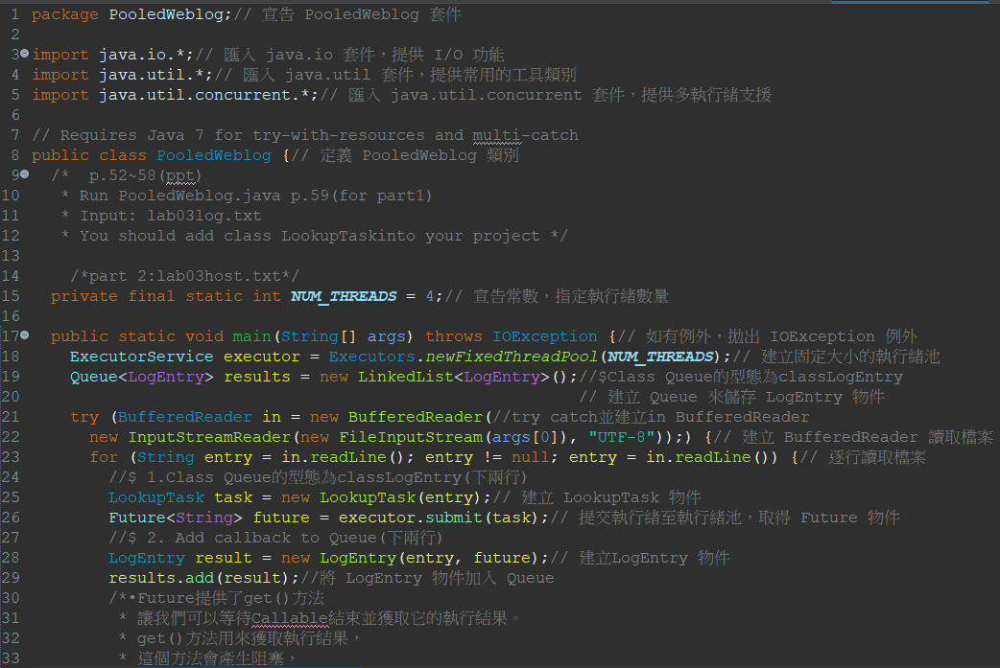 1 package PooledWeblog;// 宣告 PooledWeblog 套件
2
3 import java.io.*;// 匯入 java.io 套件，提供 I/O 功能
4 import java.util.*;// 匯入 java.util 套件，提供常用的工具類別
5 import java.util.concurrent.*;// 匯入 java.util.concurrent 套件，提供多執行緒支援
6
7 // Requires Java 7 for try-with-resources and multi-catch
8 public class PooledWeblog {// 定義 PooledWeblog 類別
9 /* p.52~58(ppt)
10 * Run PooledWeblog.java p.59(for part1)
11 * Input: lab03log.txt
12 * You should add class LookupTaskinto your project */
13
14 /*part 2:lab03host.txt*/
15 private final static int NUM_THREADS = 4;// 宣告常數，指定執行緒數量
16
17 public static void main(String[] args) throws IOException {// 如有例外，拋出 IOException 例外
18 ExecutorService executor = Executors.newFixedThreadPool(NUM_THREADS);// 建立固定大小的執行緒池
19 Queue<LogEntry> results = new LinkedList<LogEntry>();//$Class Queue的型態為classLogEntry
20 // 建立 Queue 來儲存 LogEntry 物件
21 try (BufferedReader in = new BufferedReader(//try catch並建立in BufferedReader
22 new InputStreamReader(new FileInputStream(args[0]), "UTF-8"));) {// 建立 BufferedReader 讀取檔案
23 for (String entry = in.readLine(); entry != null; entry = in.readLine()) {// 逐行讀取檔案
24 //$ 1.Class Queue的型態為classLogEntry(下兩行)
25 LookupTask task = new LookupTask(entry);// 建立 LookupTask 物件
26 Future<String> future = executor.submit(task);// 提交執行緒至執行緒池，取得 Future 物件
27 //$ 2. Add callback to Queue(下兩行)
28 LogEntry result = new LogEntry(entry, future);// 建立LogEntry 物件
29 results.add(result);//將 LogEntry 物件加入 Queue
30 /*•Future提供了get()方法
31 * 讓我們可以等待Callable結束並獲取它的執行結果。
32 * get()方法用來獲取執行結果，
33 * 這個方法會產生阻塞，